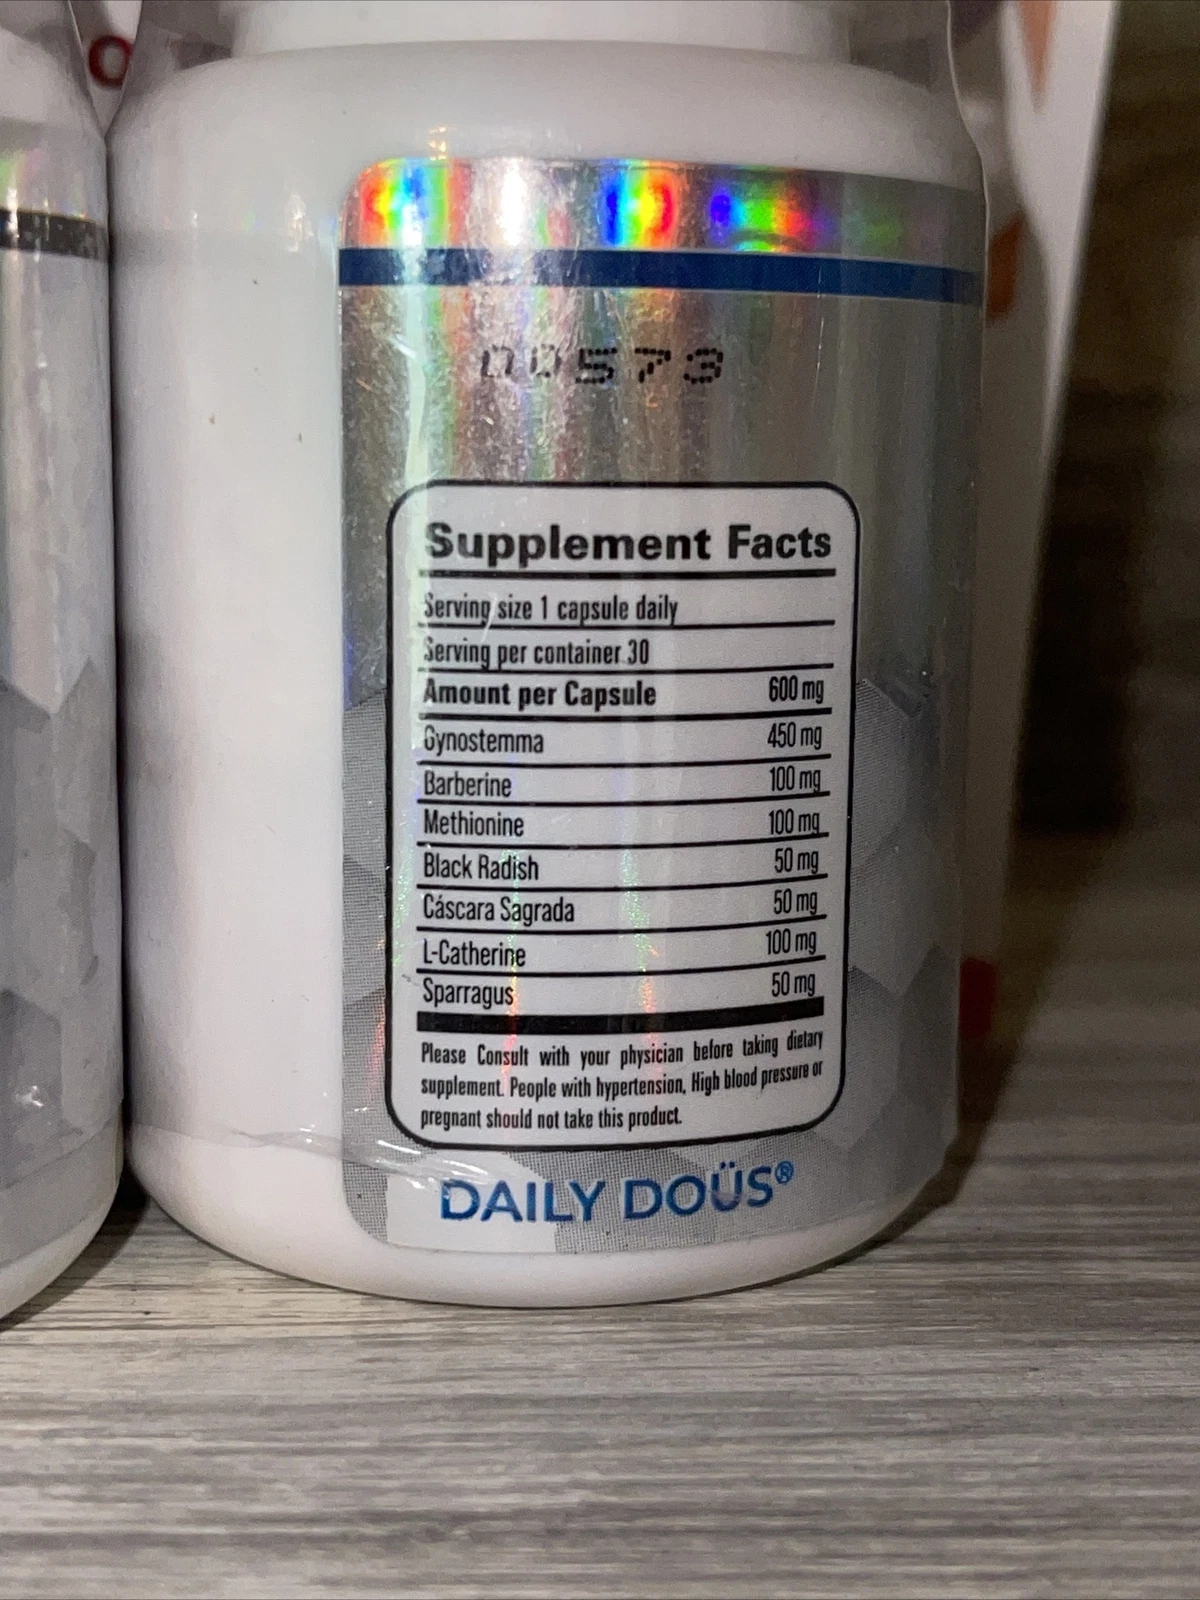 O
00573
Supplement Facts
Serving size 1 capsule daily
Serving per container 30
Amount per Capsule 600 mg
Gynostemma 450 mg
Barberine 100 mg
Methionine 100 mg
Black Radish 50 mg
Cáscara Sagrada 50 mg
L-Catherine 100 mg
Sparragus 50 mg
Please Consult with your physician before taking dietary
supplement. People with hypertension, High blood pressure or
pregnant should not take this product.
DAILY DOÜS®